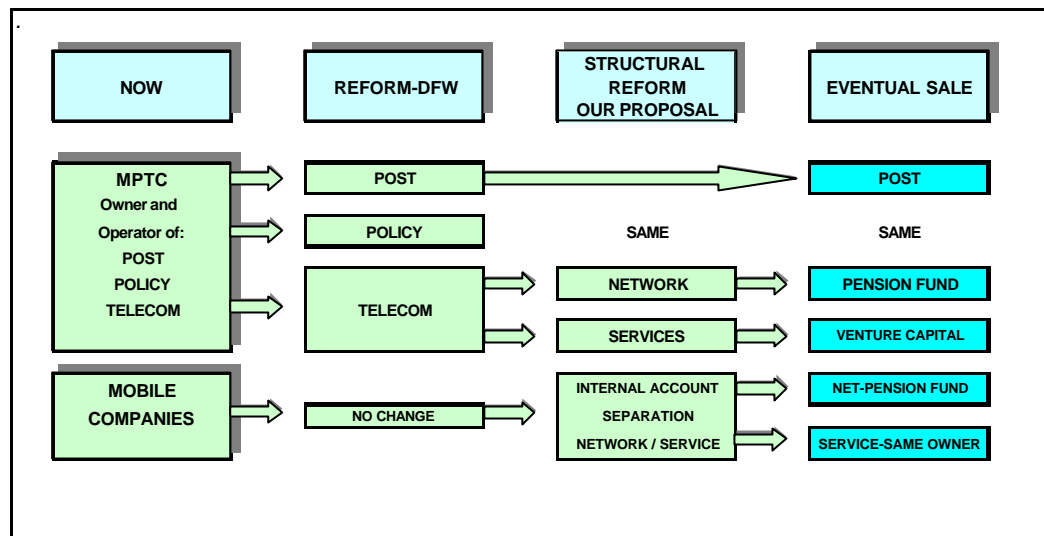 .
NOW
REFORM-DFW
STRUCTURAL
REFORM
OUR PROPOSAL
EVENTUAL SALE
MPTC
Owner and
Operator of:
POST
POLICY
TELECOM
POST
POST
POLICY
SAME
SAME
TELECOM
NETWORK
PENSION FUND
SERVICES
VENTURE CAPITAL
MOBILE
COMPANIES
NO CHANGE
INTERNAL ACCOUNT
SEPARATION
NETWORK / SERVICE
NET-PENSION FUND
SERVICE-SAME OWNER